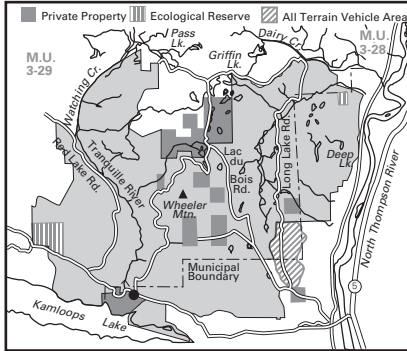 Private Property
Ecological Reserve
All Terrain Vehicle Area
Pass
Lk.
Griffin
Lk.
Dairy Cr.
M.U.
3-29
M.U.
3-28
Watching Cr.
Red Lake Rd.
Tranquille River
Lac
du
Bois
Rd.
Long Lake Rd.
Deep
Lk.
Wheeler
Mtn.
North Thompson River
Municipal
Boundary
5
Kamloops Lake